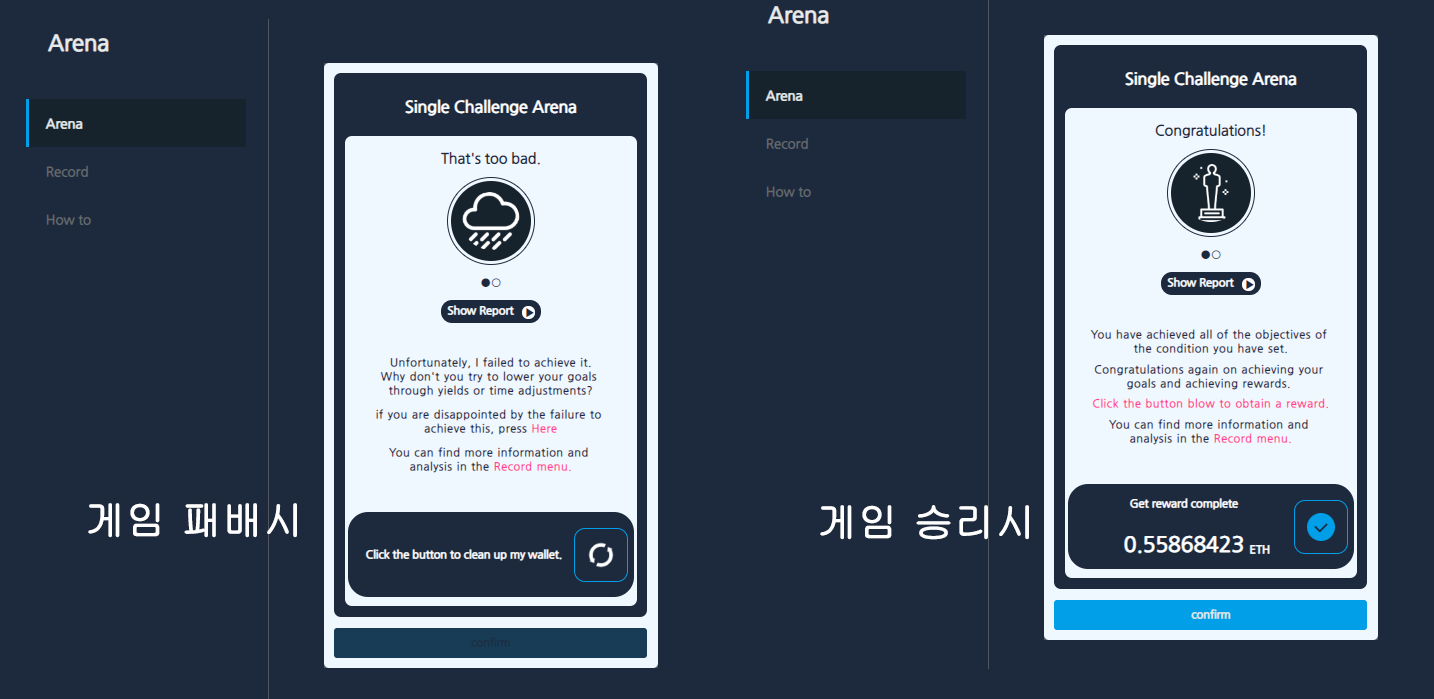 Arena
Arena
Record
How to
Single Challenge Arena
That's too bad.
Show Report
Unfortunately, I failed to achieve it.
Why don't you try to lower your goals
through yields or time adjustments?
if you are disappointed by the failure to
achieve this, press Here
You can find more information and
analysis in the Record menu.
게임 패배시
Click the button to clean up my wallet.
confirm
Arena
Arena
Record
How to
Single Challenge Arena
Congratulations!
Show Report
You have achieved all of the objectives of
the condition you have set.
Congratulations again on achieving your
goals and achieving rewards.
Click the button blow to obtain a reward.
You can find more information and
analysis in the Record menu.
게임 승리시
Get reward complete
0.55868423 ETH
confirm